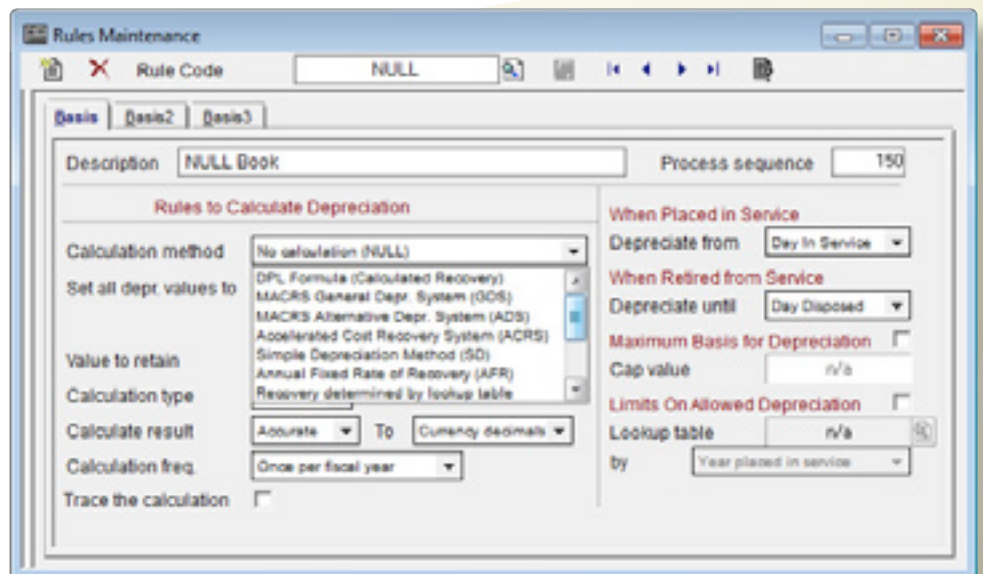 Rules Maintenance
Rule Code NULL
Basis Basis2 Basis3
Description NULL Book Process sequence 150
Rules to Calculate Depreciation
Calculation method No calculation (NULL)
DPL Formula (Calculated Recovery)
Set all depr. values to MACRS General Depr. System (GDS)
MACRS Alternative Depr. System (ADS)
Accelerated Cost Recovery System (ACRS)
Value to retain Simple Depreciation Method (SD)
Annual Fixed Rate of Recovery (AFR)
Calculation type Recovery determined by lookup table
Calculate result Accurate To Currency decimals
Calculation freq. Once per fiscal year
Trace the calculation
When Placed in Service
Depreciate from Day In Service
When Retired from Service
Depreciate until Day Disposed
Maximum Basis for Depreciation
Cap value n/a
Limits On Allowed Depreciation
Lookup table n/a
by Year placed in service